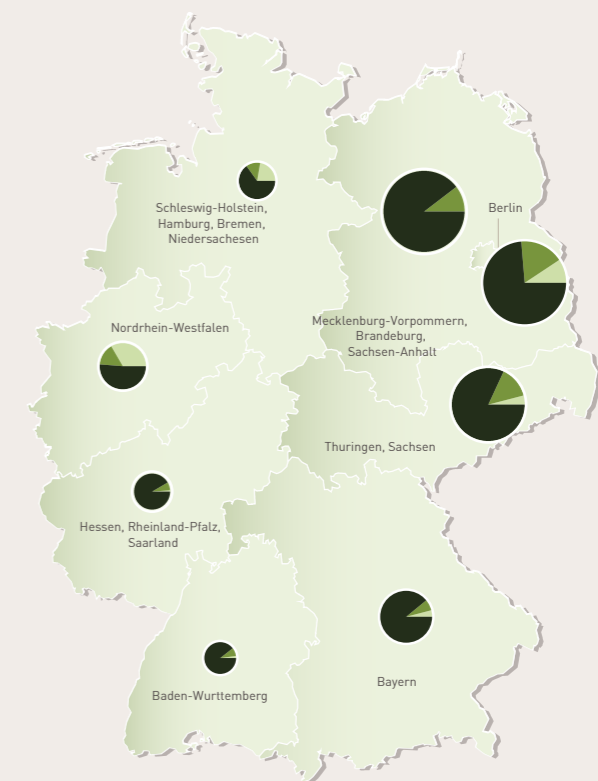 Schleswig-Holstein,
Hamburg, Bremen,
Niedersachesen
Berlin
Nordrhein-Westfalen
Mecklenburg-Vorpommern,
Brandeburg,
Sachsen-Anhalt
Thuringen, Sachsen
Hessen, Rheinland-Pfalz,
Saarland
Bayern
Baden-Wurttemberg